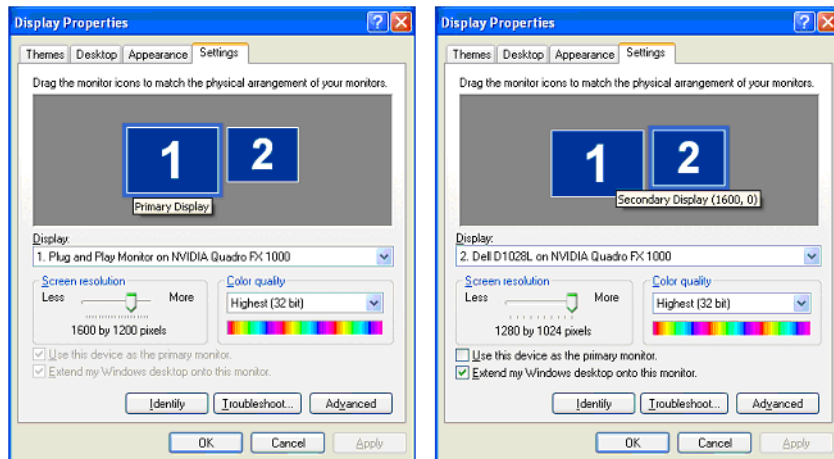 Display Properties
Themes Desktop Appearance Settings
Drag the monitor icons to match the physical arrangement of your monitors.
1 2
Primary Display
Display:
1. Plug and Play Monitor on NVIDIA Quadro FX 1000
Screen resolution
Less More
1600 by 1200 pixels
Color quality
Highest (32 bit)
Use this device as the primary monitor.
Extend my Windows desktop onto this monitor.
Identify Troubleshoot... Advanced
OK Cancel Apply
Display Properties
Themes Desktop Appearance Settings
Drag the monitor icons to match the physical arrangement of your monitors.
1 2
Secondary Display (1600, 0)
Display:
2. Dell D1028L on NVIDIA Quadro FX 1000
Screen resolution
Less More
1280 by 1024 pixels
Color quality
Highest (32 bit)
Use this device as the primary monitor.
Extend my Windows desktop onto this monitor.
Identify Troubleshoot... Advanced
OK Cancel Apply